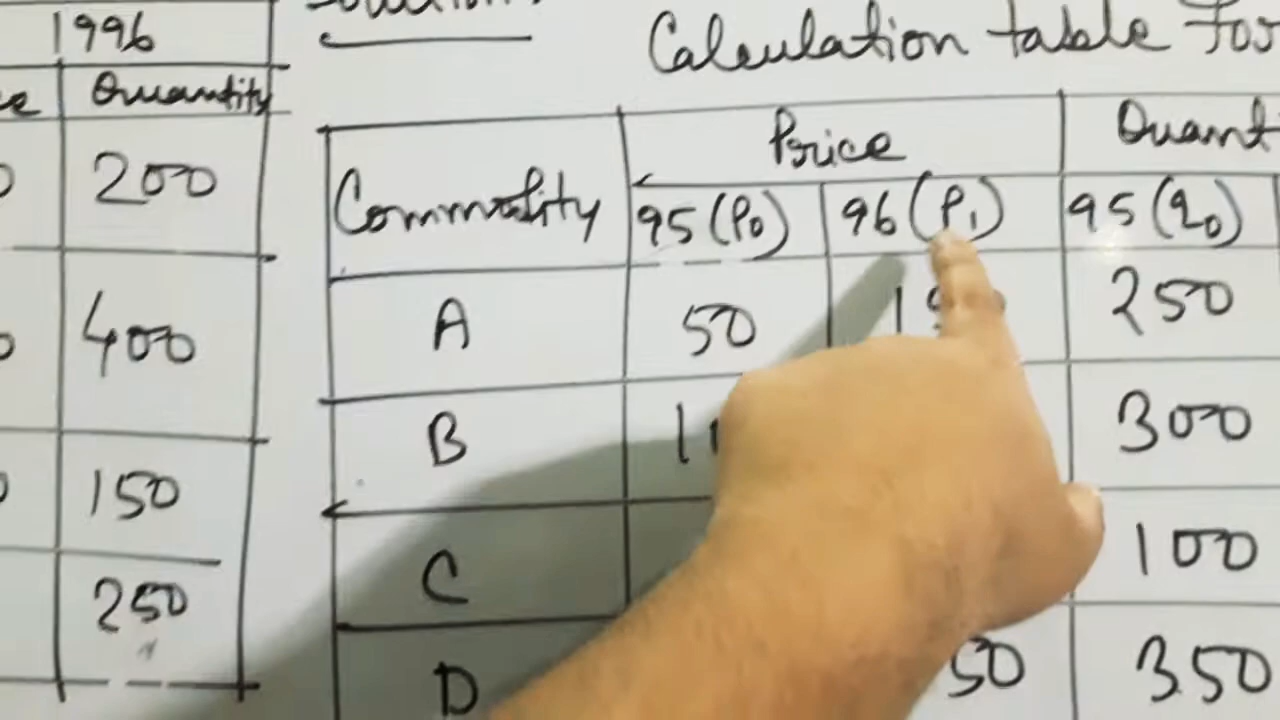 1996
Quantity
200
400
150
250
Calculation table for
Commodity
Price
95 (P0)
96 (P1)
95 (q0)
A
50
250
B
300
C
100
D
50
350